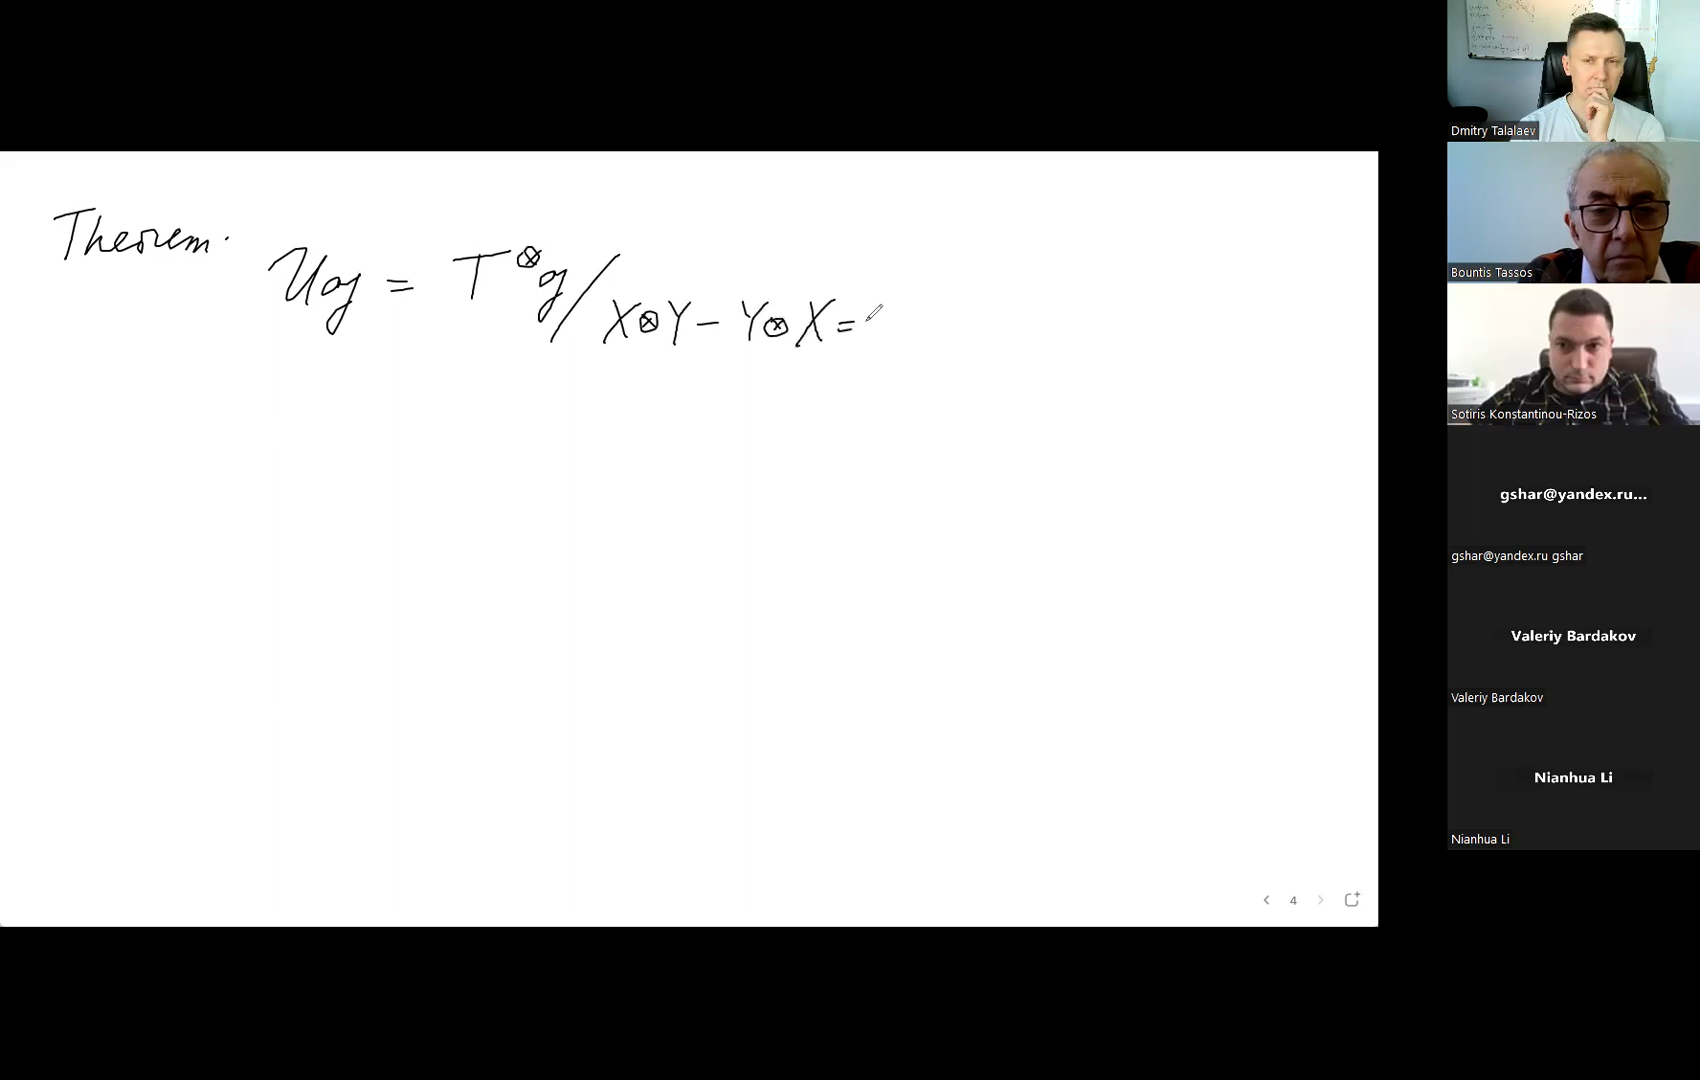 Theorem.
Ug = T^⊗ g / X⊗Y − Y⊗X =
4
Dmitry Talalaev
Bountis Tassos
Sotiris Konstantinou-Rizos
gshar@yandex.ru...
gshar@yandex.ru gshar
Valeriy Bardakov
Valeriy Bardakov
Nianhua Li
Nianhua Li